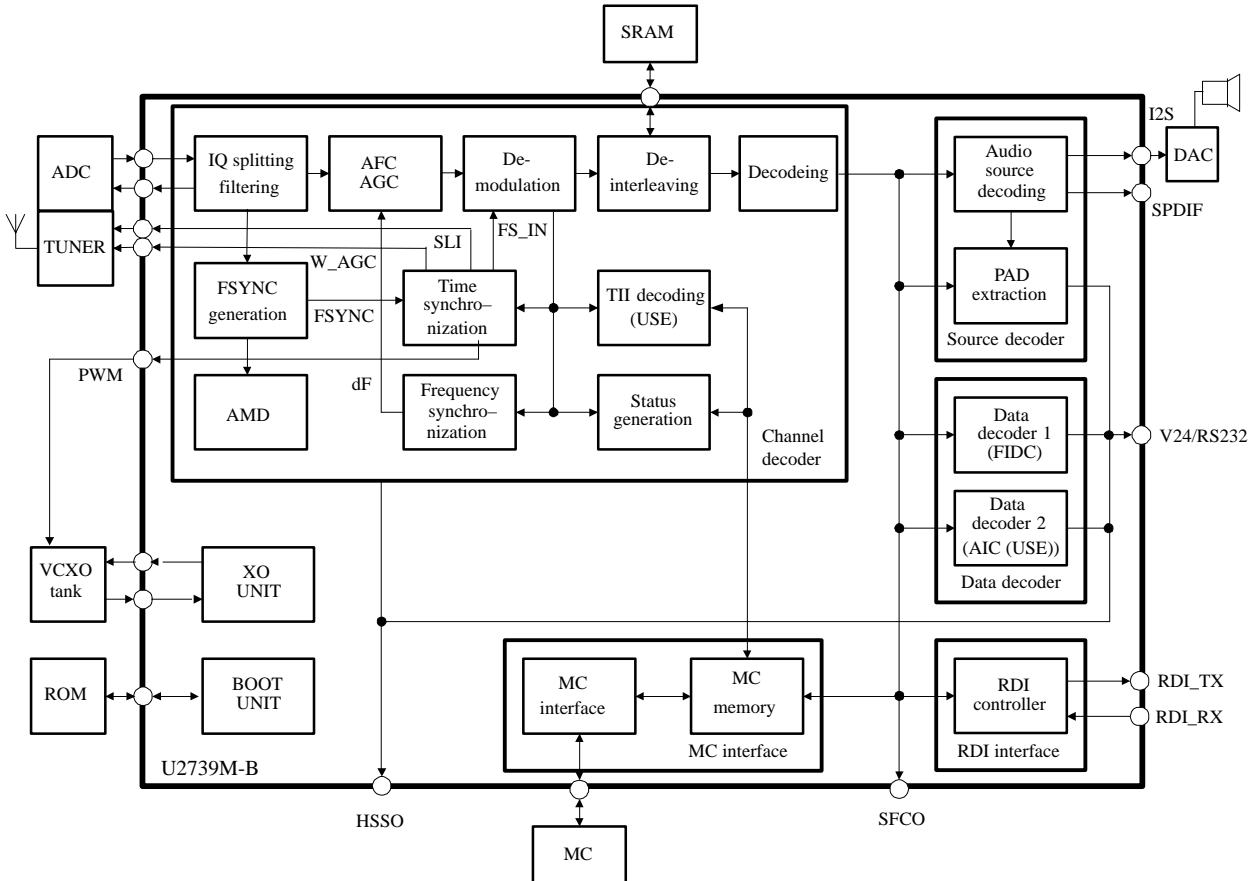 SRAM
I2S
ADC
IQ splitting
filtering
AFC
AGC
De-
modulation
De-
interleaving
Decodeing
Audio
source
decoding
DAC
SPDIF
TUNER
SLI
FS_IN
W_AGC
FSYNC
generation
FSYNC
Time
synchro–
nization
TII decoding
(USE)
PAD
extraction
Source decoder
PWM
dF
AMD
Frequency
synchro–
nization
Status
generation
Channel
decoder
Data
decoder 1
(FIDC)
V24/RS232
Data
decoder 2
(AIC (USE))
Data decoder
VCXO
tank
XO
UNIT
ROM
BOOT
UNIT
MC
interface
MC
memory
MC interface
RDI
controller
RDI interface
RDI_TX
RDI_RX
U2739M-B
HSSO
SFCO
MC